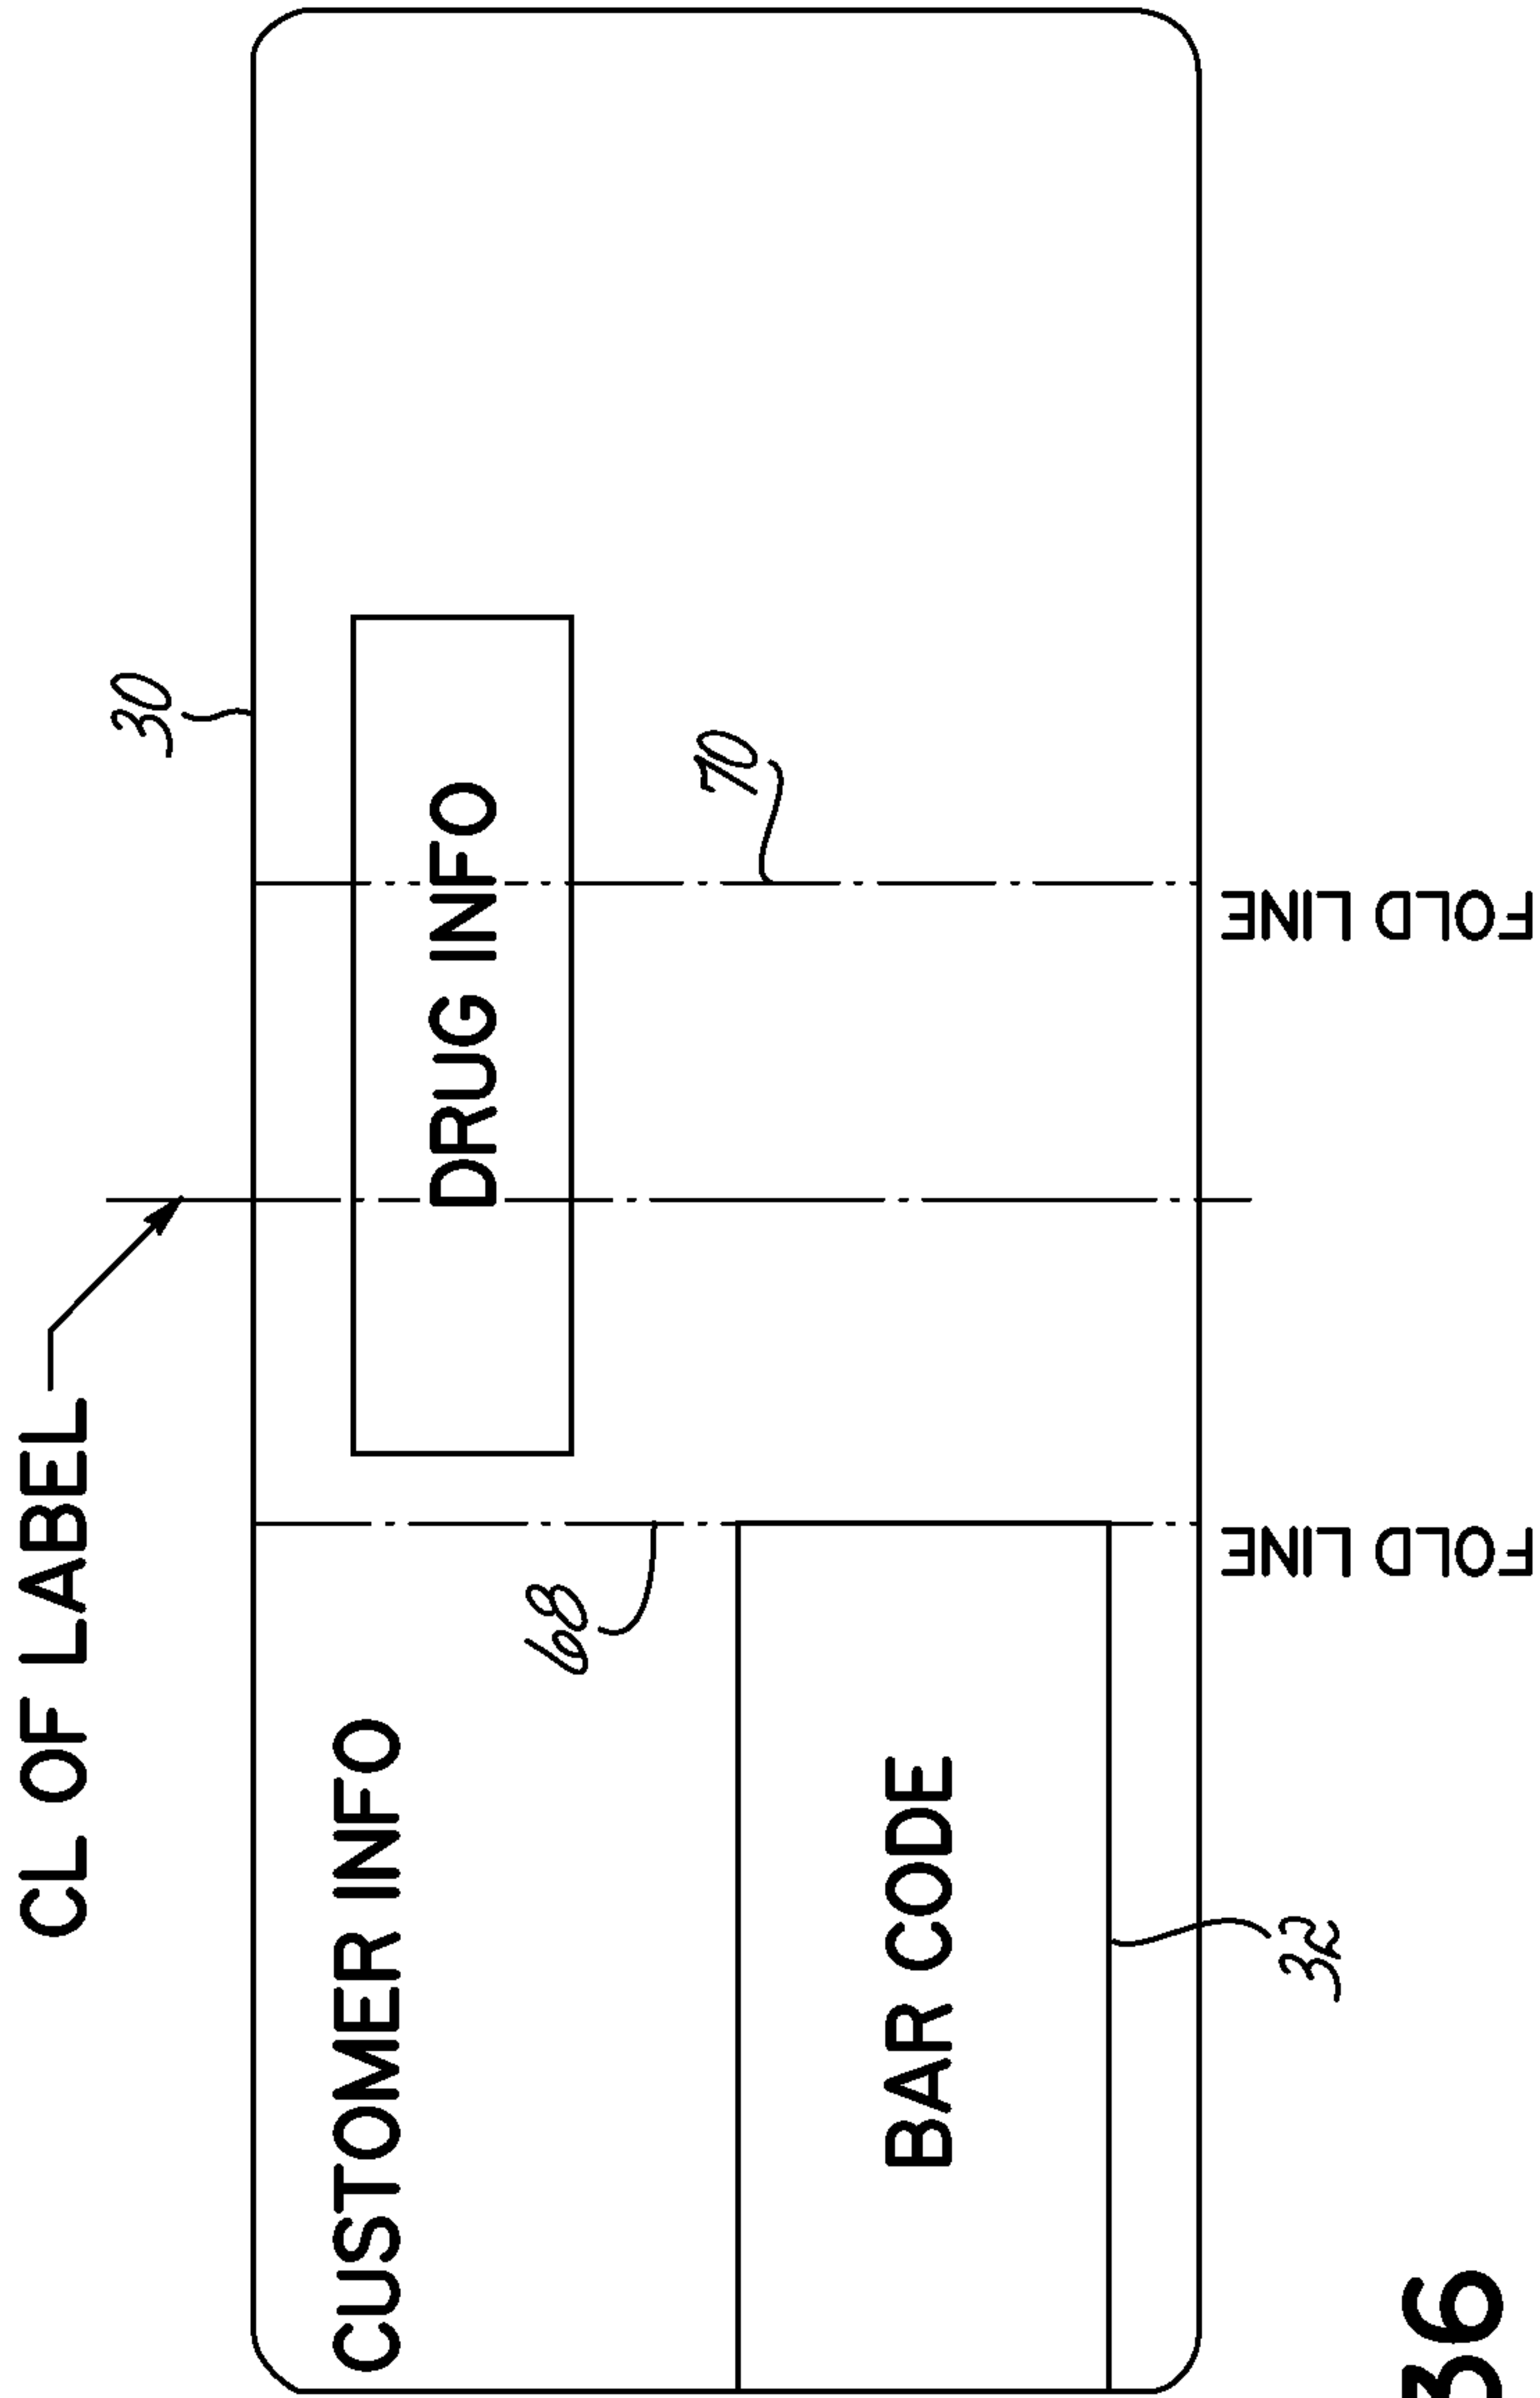 CL OF LABEL
30
CUSTOMER INFO
DRUG INFO
68
70
BAR CODE
32
FOLD LINE
FOLD LINE
36